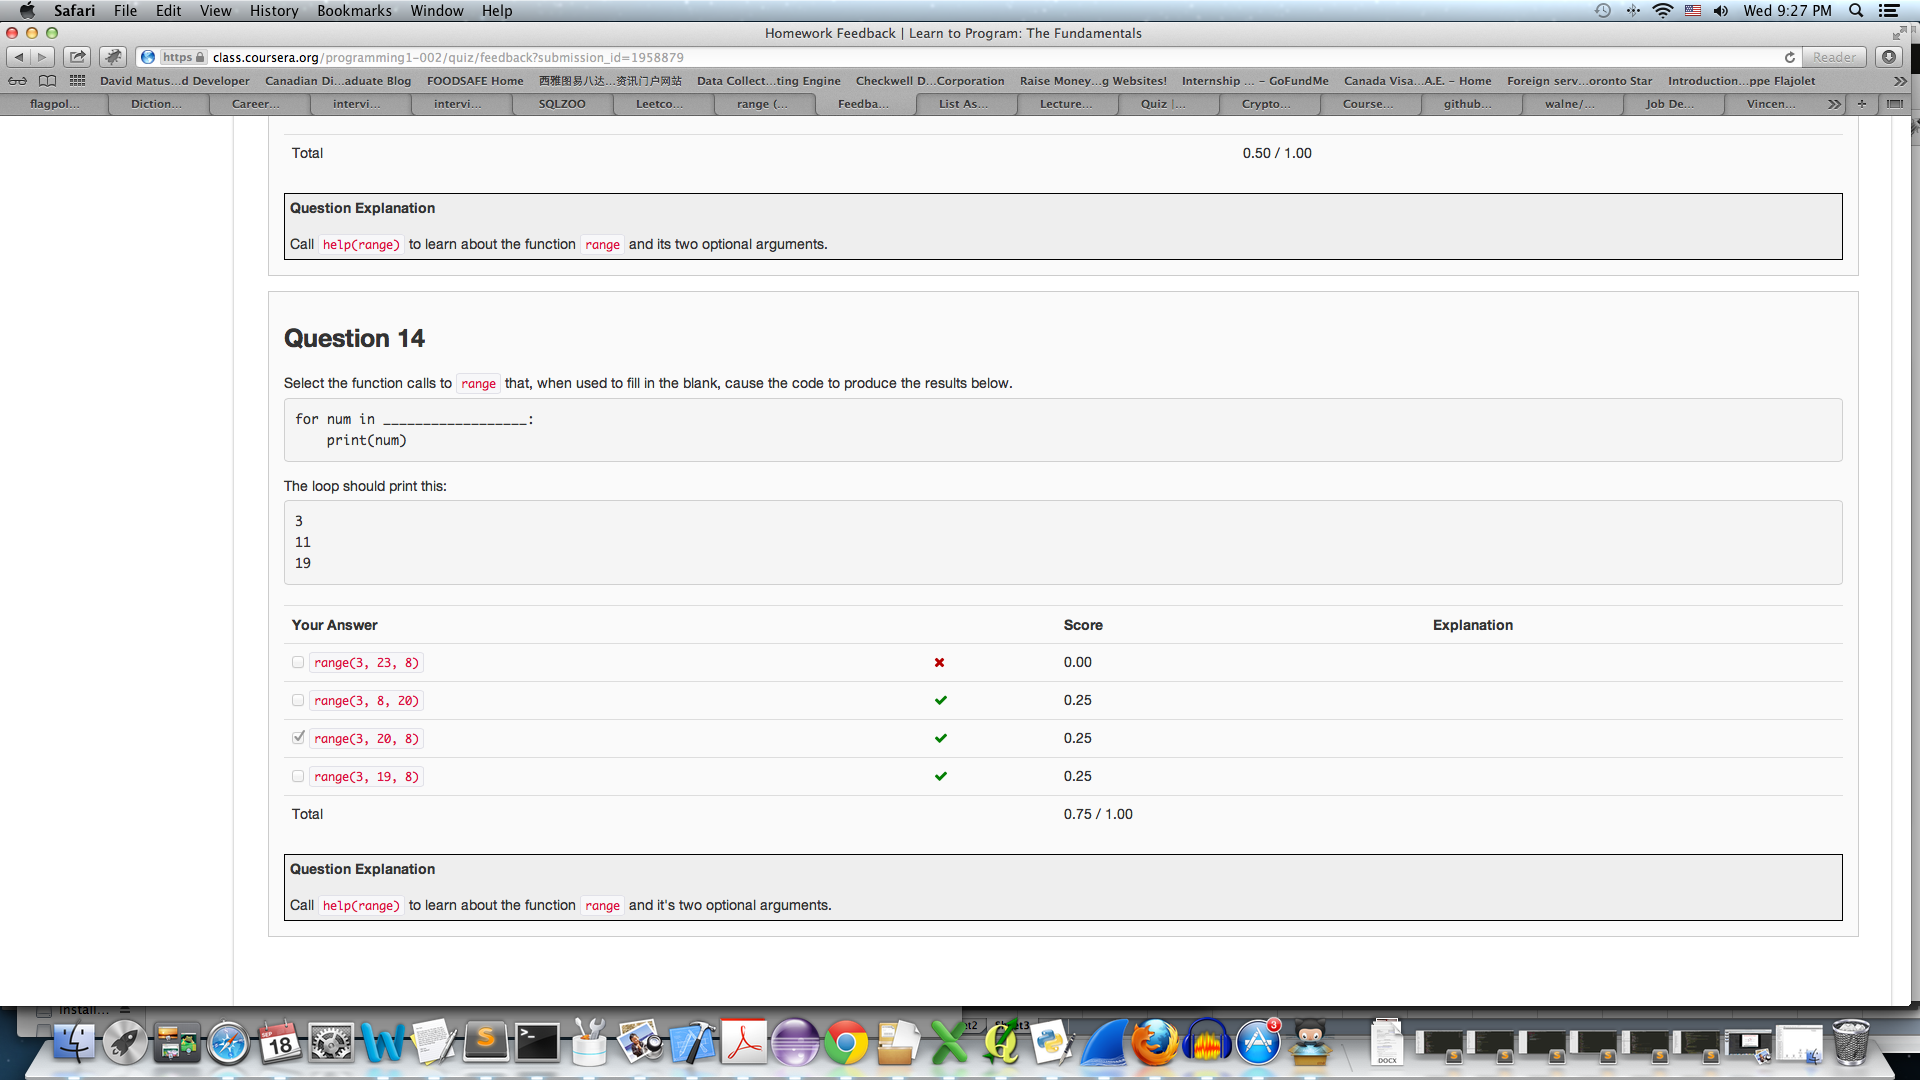 Safari File Edit View History Bookmarks Window Help Wed 9:27 PM
Homework Feedback | Learn to Program: The Fundamentals
https class.coursera.org/programming1-002/quiz/feedback?submission_id=1958879 Reader
David Matus...d Developer Canadian Di...aduate Blog FOODSAFE Home 西雅图易八达...资讯门户网站 Data Collect...ting Engine Checkwell D...Corporation Raise Money...g Websites! Internship ... – GoFundMe Canada Visa...A.E. – Home Foreign serv...oronto Star Introduction...ppe Flajolet
flagpol... Diction... Career... intervi... intervi... SQLZOO Leetco... range (... Feedba... List As... Lecture... Quiz |... Crypto... Course... github... walne/... Job De... Vincen...
Total 0.50 / 1.00
Question Explanation
Call help(range) to learn about the function range and its two optional arguments.
Question 14
Select the function calls to range that, when used to fill in the blank, cause the code to produce the results below.
for num in __________________:
print(num)
The loop should print this:
3
11
19
Your Answer Score Explanation
range(3, 23, 8) 0.00
range(3, 8, 20) 0.25
range(3, 20, 8) 0.25
range(3, 19, 8) 0.25
Total 0.75 / 1.00
Question Explanation
Call help(range) to learn about the function range and it's two optional arguments.
Install...
SEP
18
3
DOCX